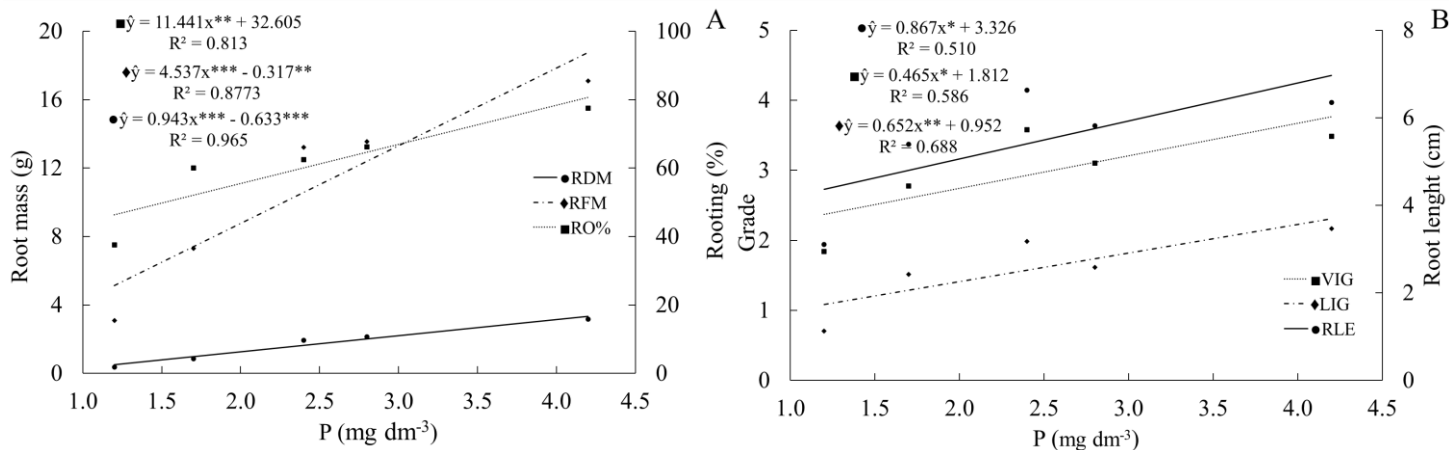 A
■ŷ = 11.441x** + 32.605
R² = 0.813
♦ŷ = 4.537x*** - 0.317**
R² = 0.8773
●ŷ = 0.943x*** - 0.633***
R² = 0.965
20
16
12
8
4
0
Root mass (g)
100
80
60
40
20
0
Rooting (%)
●RDM
♦RFM
■RO%
1.0 1.5 2.0 2.5 3.0 3.5 4.0 4.5
P (mg dm-3)
B
●ŷ = 0.867x* + 3.326
R² = 0.510
■ŷ = 0.465x* + 1.812
R² = 0.586
♦ŷ = 0.652x** + 0.952
R² = 0.688
5
4
3
2
1
0
Grade
8
6
4
2
0
Root lenght (cm)
■VIG
♦LIG
●RLE
1.0 1.5 2.0 2.5 3.0 3.5 4.0 4.5
P (mg dm-3)